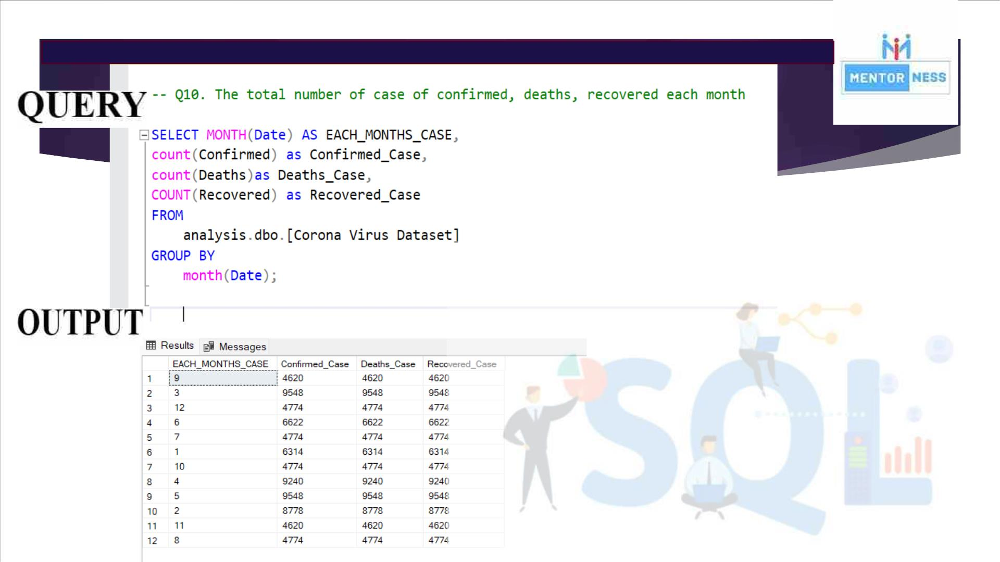 MENTOR NESS
QUERY
-- Q10. The total number of case of confirmed, deaths, recovered each month
SELECT MONTH(Date) AS EACH_MONTHS_CASE,
count(Confirmed) as Confirmed_Case,
count(Deaths)as Deaths_Case,
COUNT(Recovered) as Recovered_Case
FROM
analysis.dbo.[Corona Virus Dataset]
GROUP BY
month(Date);
OUTPUT
Results Messages
EACH_MONTHS_CASE Confirmed_Case Deaths_Case Recovered_Case
1 9 4620 4620 4620
2 3 9548 9548 9548
3 12 4774 4774 4774
4 6 6622 6622 6622
5 7 4774 4774 4774
6 1 6314 6314 6314
7 10 4774 4774 4774
8 4 9240 9240 9240
9 5 9548 9548 9548
10 2 8778 8778 8778
11 11 4620 4620 4620
12 8 4774 4774 4774
SQL